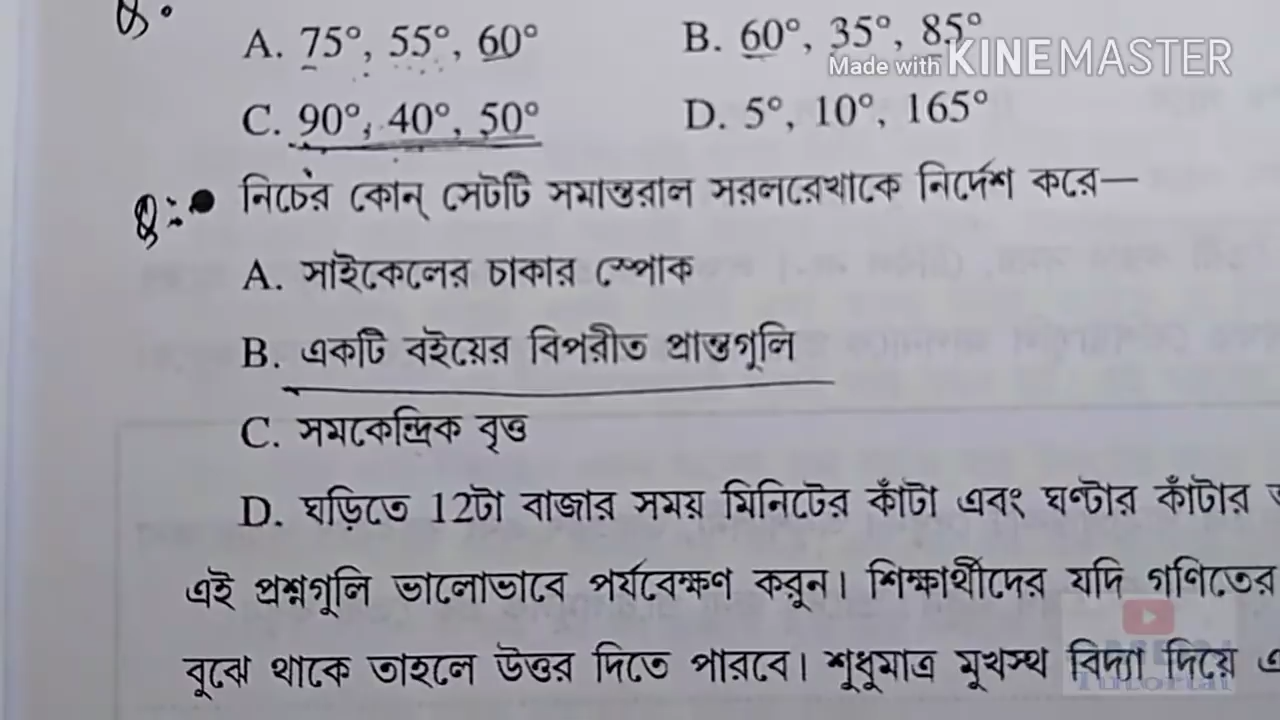 Q.
A. 75°, 55°, 60° B. 60°, 35°, 85°
Made with KINEMASTER
C. 90°, 40°, 50° D. 5°, 10°, 165°
Q: • নিচের কোন্ সেটটি সমান্তরাল সরলরেখাকে নির্দেশ করে—
A. সাইকেলের চাকার স্পোক
B. একটি বইয়ের বিপরীত প্রান্তগুলি
C. সমকেন্দ্রিক বৃত্ত
D. ঘড়িতে 12টা বাজার সময় মিনিটের কাঁটা এবং ঘণ্টার কাঁটার
এই প্রশ্নগুলি ভালোভাবে পর্যবেক্ষণ করুন। শিক্ষার্থীদের যদি গণিতের
বুঝে থাকে তাহলে উত্তর দিতে পারবে। শুধুমাত্র মুখস্থ বিদ্যা দিয়ে এ
Tutorial